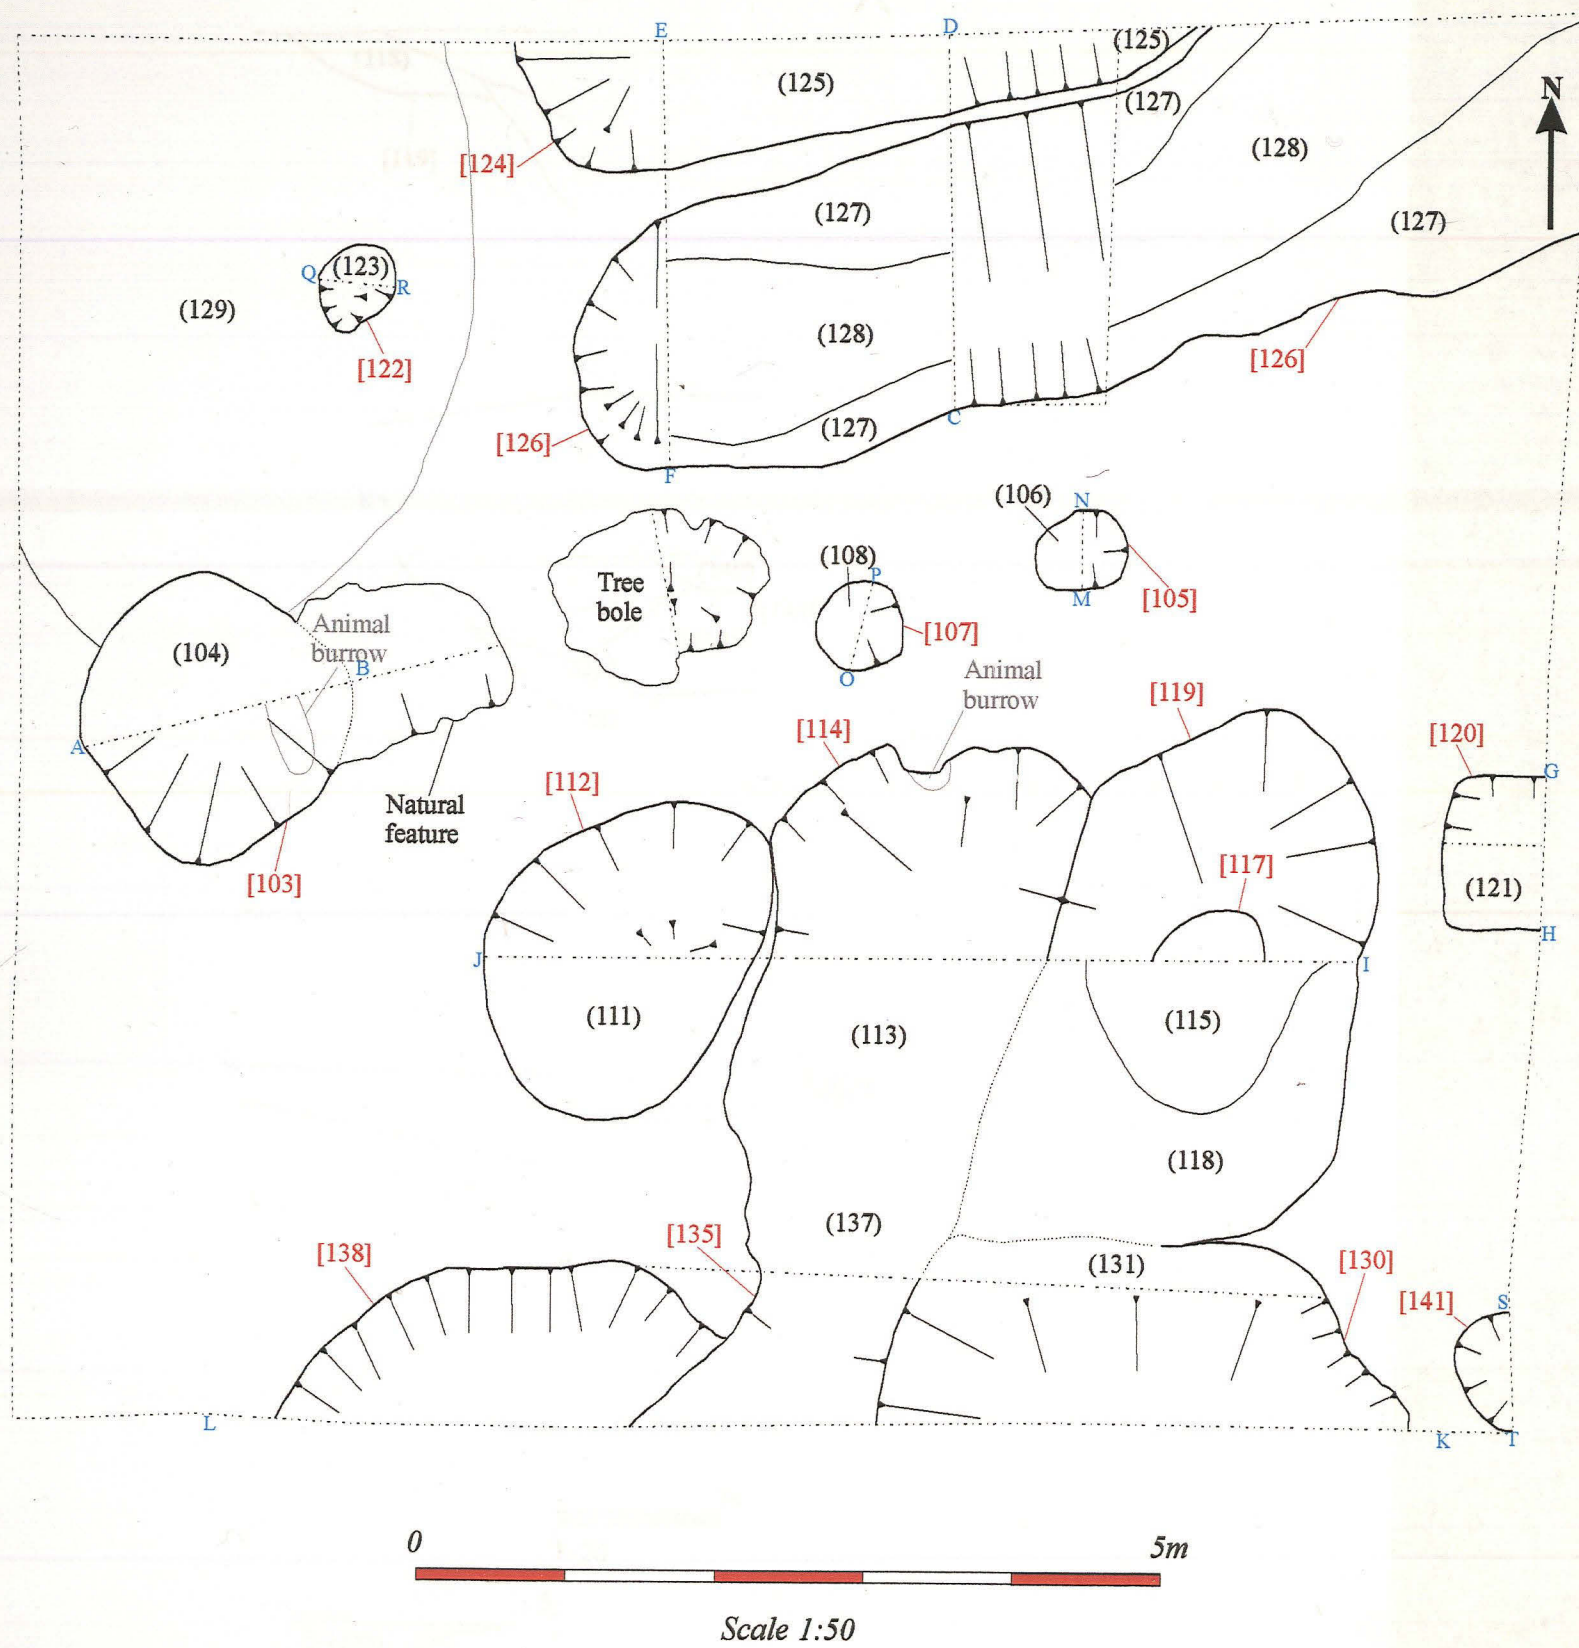 E
D
(125)
(125)
N
(127)
[124]
(128)
(127)
(127)
Q
(123)
R
(129)
(128)
[122]
[126]
C
(127)
[126]
F
(106)
N
(108)
P
Tree
bole
M
[105]
Animal
burrow
(104)
[107]
B
O
Animal
burrow
[119]
A
[114]
[120]
G
[112]
Natural
feature
[117]
[103]
(121)
H
J
I
(111)
(115)
(113)
(118)
(137)
[135]
[138]
(131)
[130]
[141]
S
L
K
T
0
5m
Scale 1:50